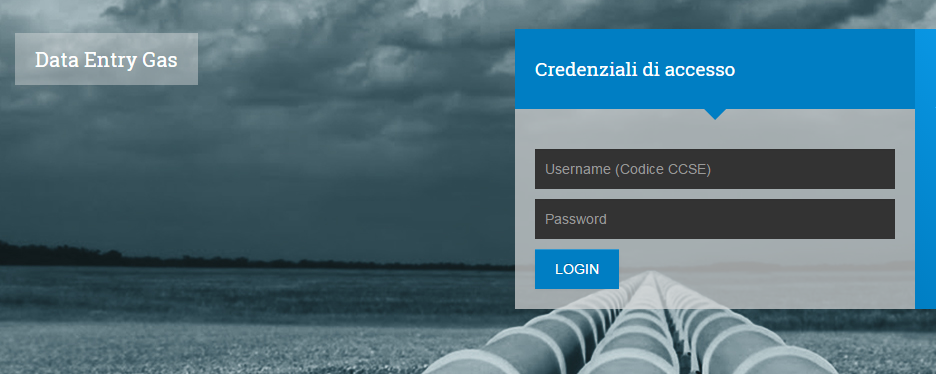 Data Entry Gas
Credenziali di accesso
Username (Codice CCSE)
Password
LOGIN